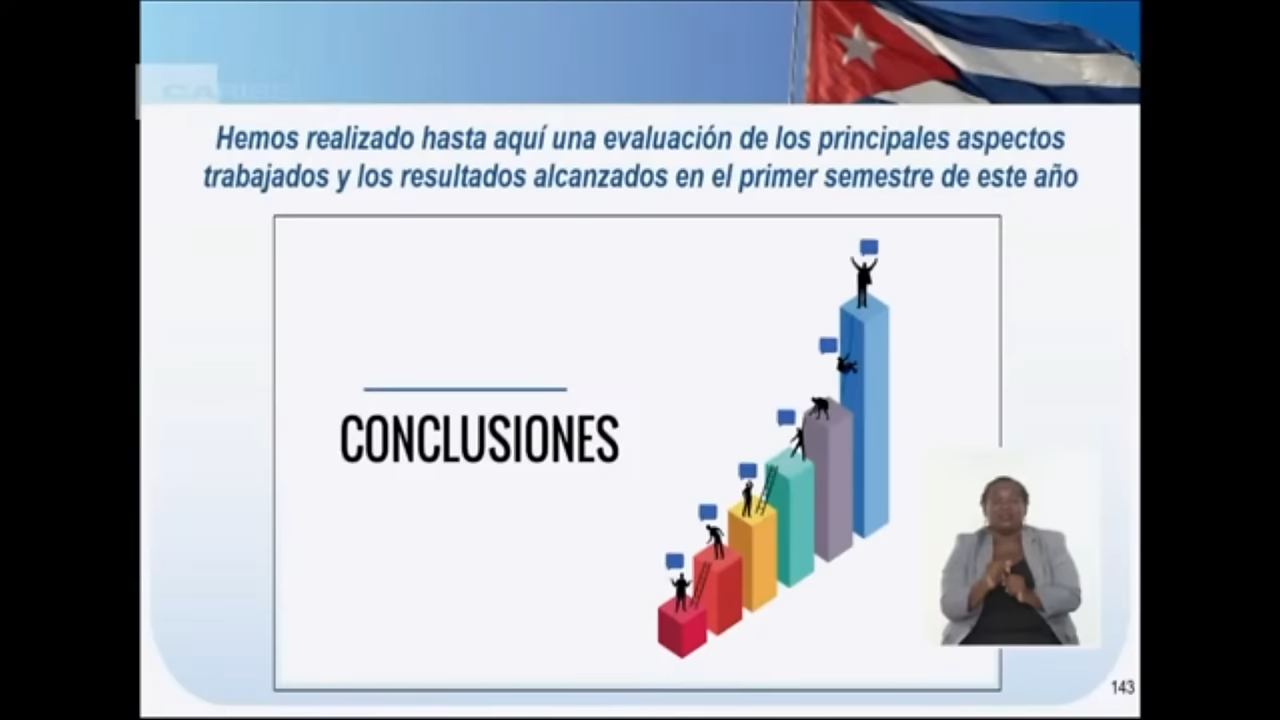 CARIBE
Hemos realizado hasta aquí una evaluación de los principales aspectos
trabajados y los resultados alcanzados en el primer semestre de este año
CONCLUSIONES
143